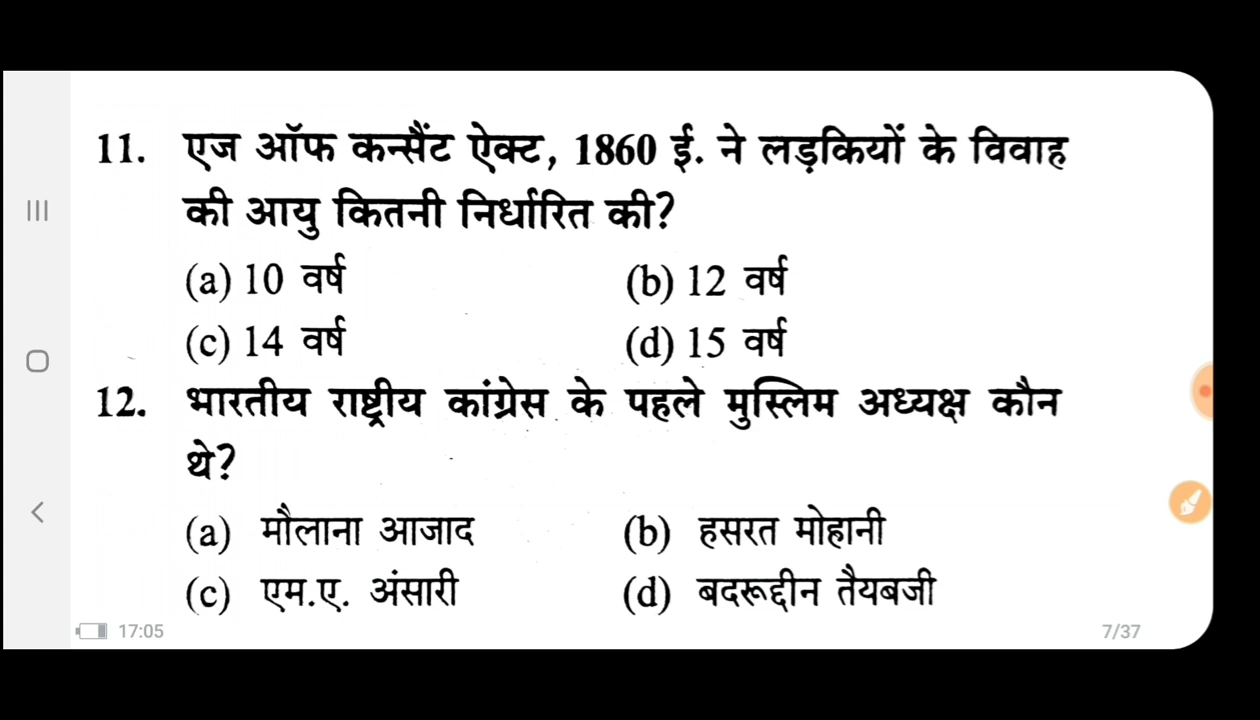 11. एज ऑफ कन्सैंट ऐक्ट, 1860 ई. ने लड़कियों के विवाह
की आयु कितनी निर्धारित की?
(a) 10 वर्ष (b) 12 वर्ष
(c) 14 वर्ष (d) 15 वर्ष
12. भारतीय राष्ट्रीय कांग्रेस के पहले मुस्लिम अध्यक्ष कौन
थे?
(a) मौलाना आजाद (b) हसरत मोहानी
(c) एम.ए. अंसारी (d) बदरूद्दीन तैयबजी
17:05 7/37